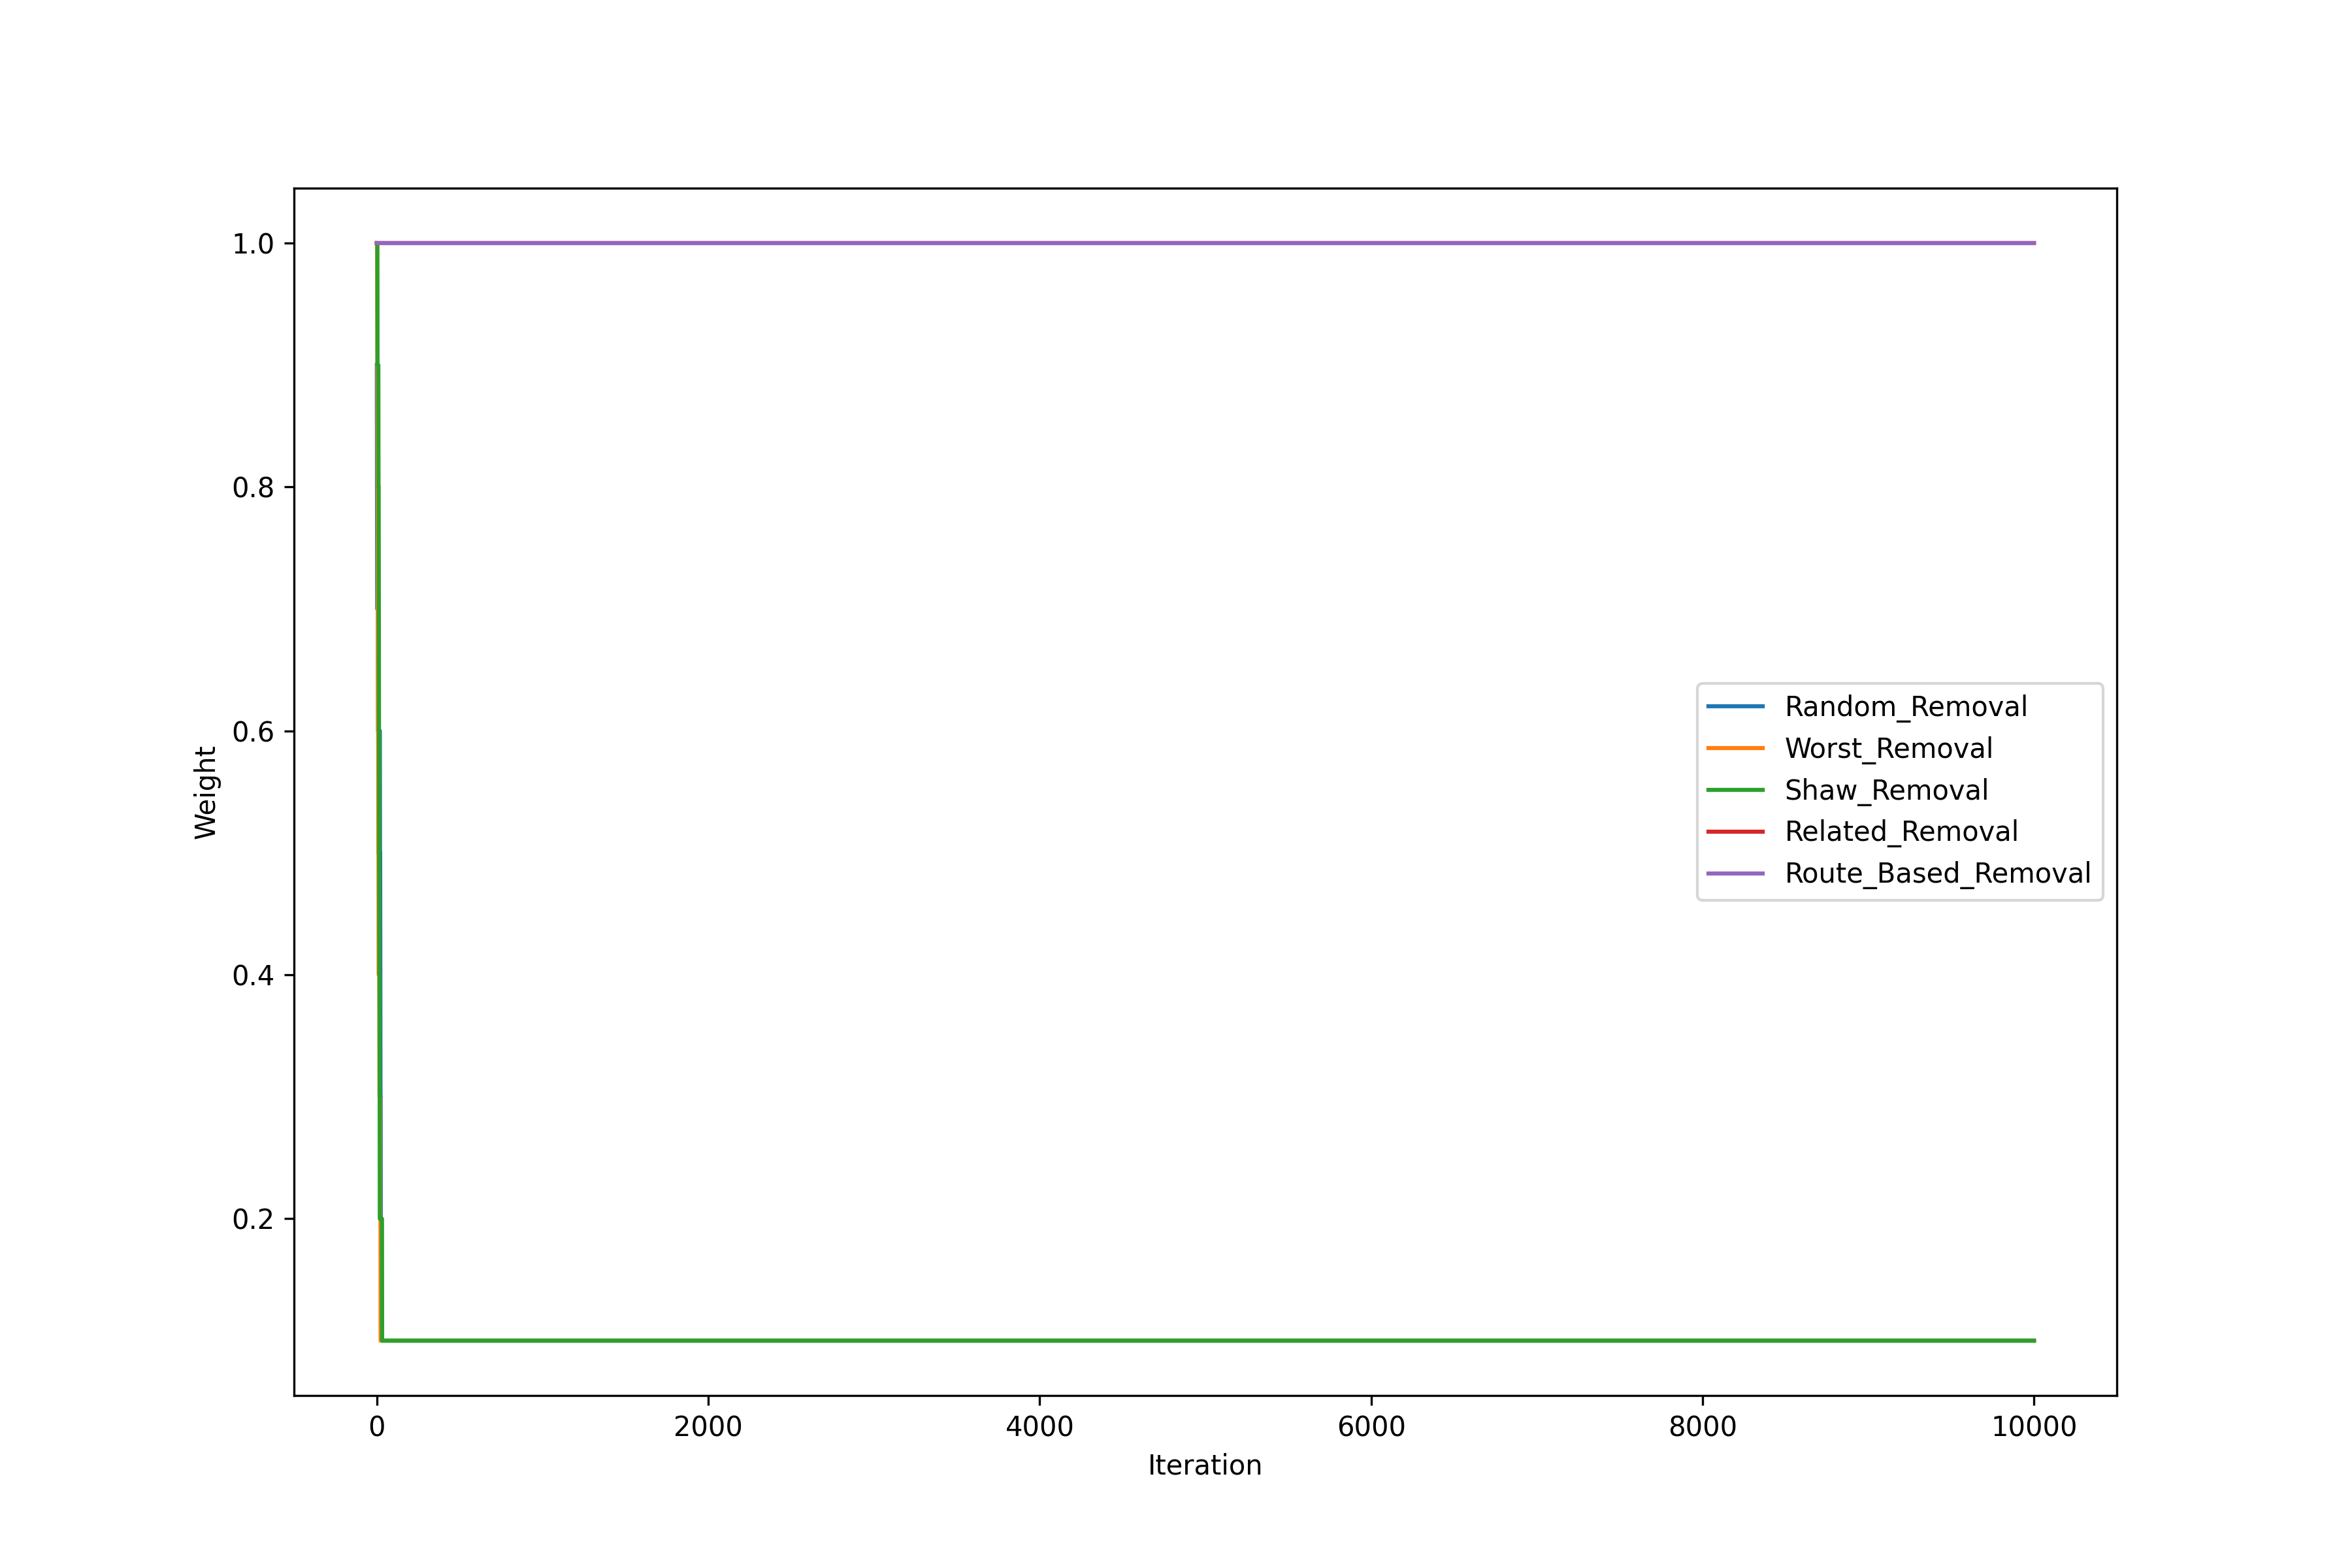 1.0
0.8
0.6
0.4
0.2
Weight
Random_Removal
Worst_Removal
Shaw_Removal
Related_Removal
Route_Based_Removal
0 2000 4000 6000 8000 10000
Iteration